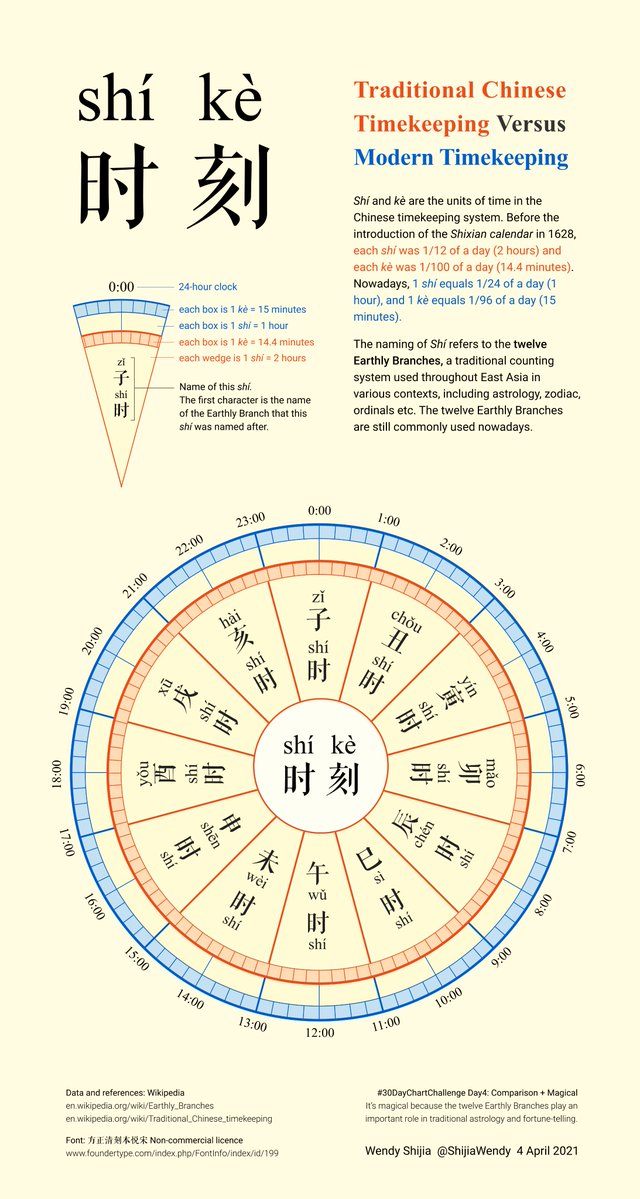 shí kè
时 刻
Traditional Chinese
Timekeeping Versus
Modern Timekeeping
Shí and kè are the units of time in the
Chinese timekeeping system. Before the
introduction of the Shixian calendar in 1628,
each shí was 1/12 of a day (2 hours) and
each kè was 1/100 of a day (14.4 minutes).
Nowadays, 1 shí equals 1/24 of a day (1
hour), and 1 kè equals 1/96 of a day (15
minutes).
The naming of Shí refers to the twelve
Earthly Branches, a traditional counting
system used throughout East Asia in
various contexts, including astrology, zodiac,
ordinals etc. The twelve Earthly Branches
are still commonly used nowadays.
0:00
24-hour clock
each box is 1 kè = 15 minutes
each box is 1 shí = 1 hour
each box is 1 kè = 14.4 minutes
each wedge is 1 shí = 2 hours
zǐ
子
shí
时
Name of this shí.
The first character is the name
of the Earthly Branch that this
shí was named after.
0:00
1:00
2:00
3:00
4:00
5:00
6:00
7:00
8:00
9:00
10:00
11:00
12:00
13:00
14:00
15:00
16:00
17:00
18:00
19:00
20:00
21:00
22:00
23:00
zǐ
子
shí
时
chǒu
丑
shí
时
yín
寅
shí
时
mǎo
卯
shí
时
辰
chén
时
shí
巳
sì
时
shí
午
wǔ
时
shí
未
wèi
时
shí
申
shēn
时
shí
yǒu
酉
shí
时
xū
戌
shí
时
hài
亥
shí
时
shí kè
时 刻
Data and references: Wikipedia
en.wikipedia.org/wiki/Earthly_Branches
en.wikipedia.org/wiki/Traditional_Chinese_timekeeping
Font: 方正清刻本悦宋 Non-commercial licence
www.foundertype.com/index.php/FontInfo/index/id/199
#30DayChartChallenge Day4: Comparison + Magical
It's magical because the twelve Earthly Branches play an
important role in traditional astrology and fortune-telling.
Wendy Shijia @ShijiaWendy 4 April 2021